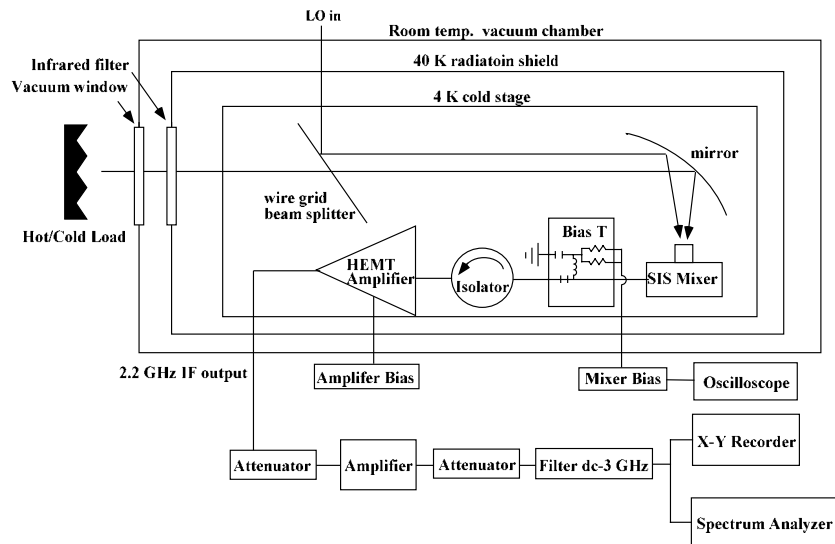 LO in
Room temp. vacuum chamber
Infrared filter
Vacuum window
40 K radiatoin shield
4 K cold stage
mirror
wire grid
beam splitter
Hot/Cold Load
Bias T
HEMT
Amplifier
Isolator
SIS Mixer
2.2 GHz IF output
Amplifer Bias
Mixer Bias
Oscilloscope
Attenuator
Amplifier
Attenuator
Filter dc-3 GHz
X-Y Recorder
Spectrum Analyzer